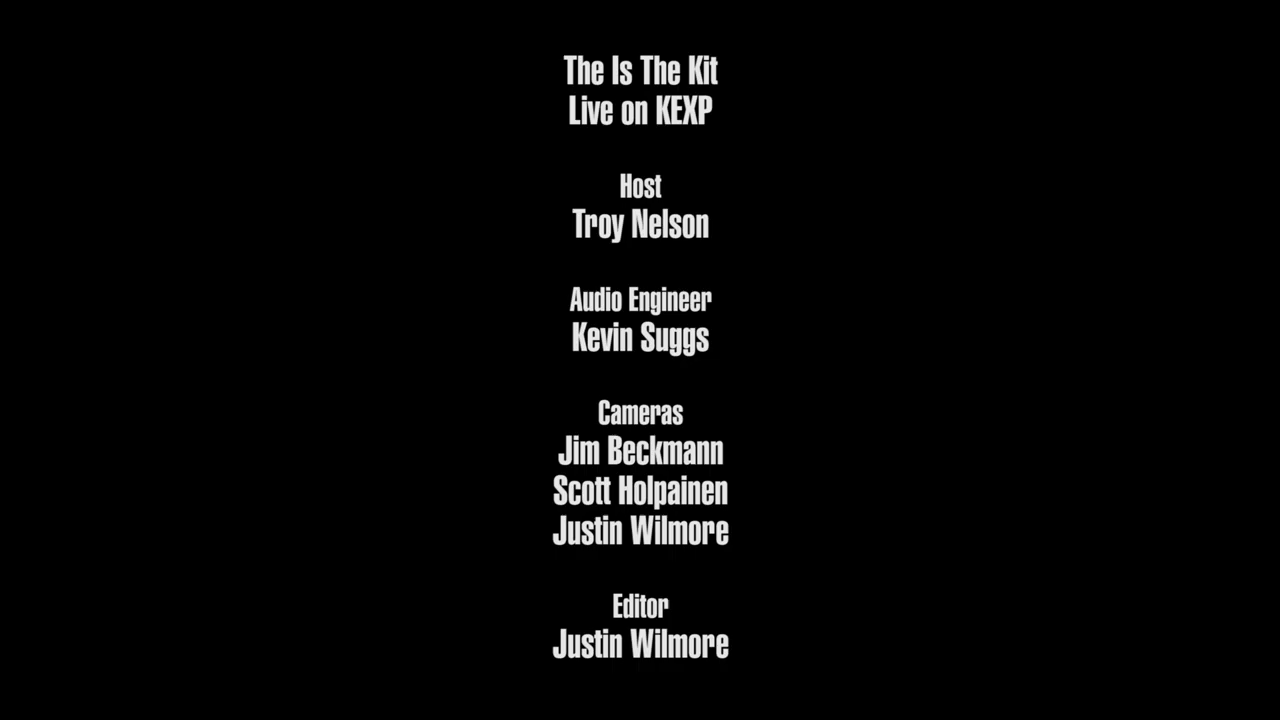 The Is The Kit
Live on KEXP
Host
Troy Nelson
Audio Engineer
Kevin Suggs
Cameras
Jim Beckmann
Scott Holpainen
Justin Wilmore
Editor
Justin Wilmore